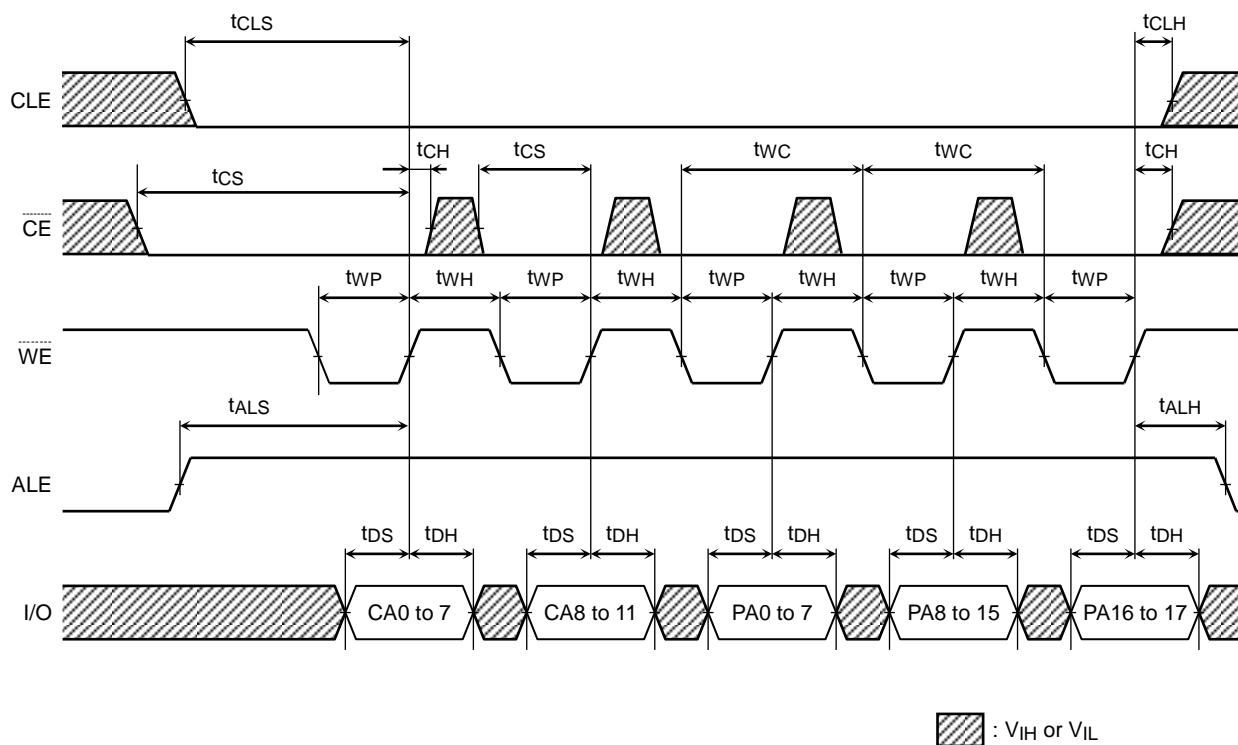 tCLS tCLH
CLE
tCH tCS tWC tWC tCH
tCS
CE
tWP tWH tWP tWH tWP tWH tWP tWH tWP
WE
tALS tALH
ALE
tDS tDH tDS tDH tDS tDH tDS tDH tDS tDH
I/O CA0 to 7 CA8 to 11 PA0 to 7 PA8 to 15 PA16 to 17
: VIH or VIL